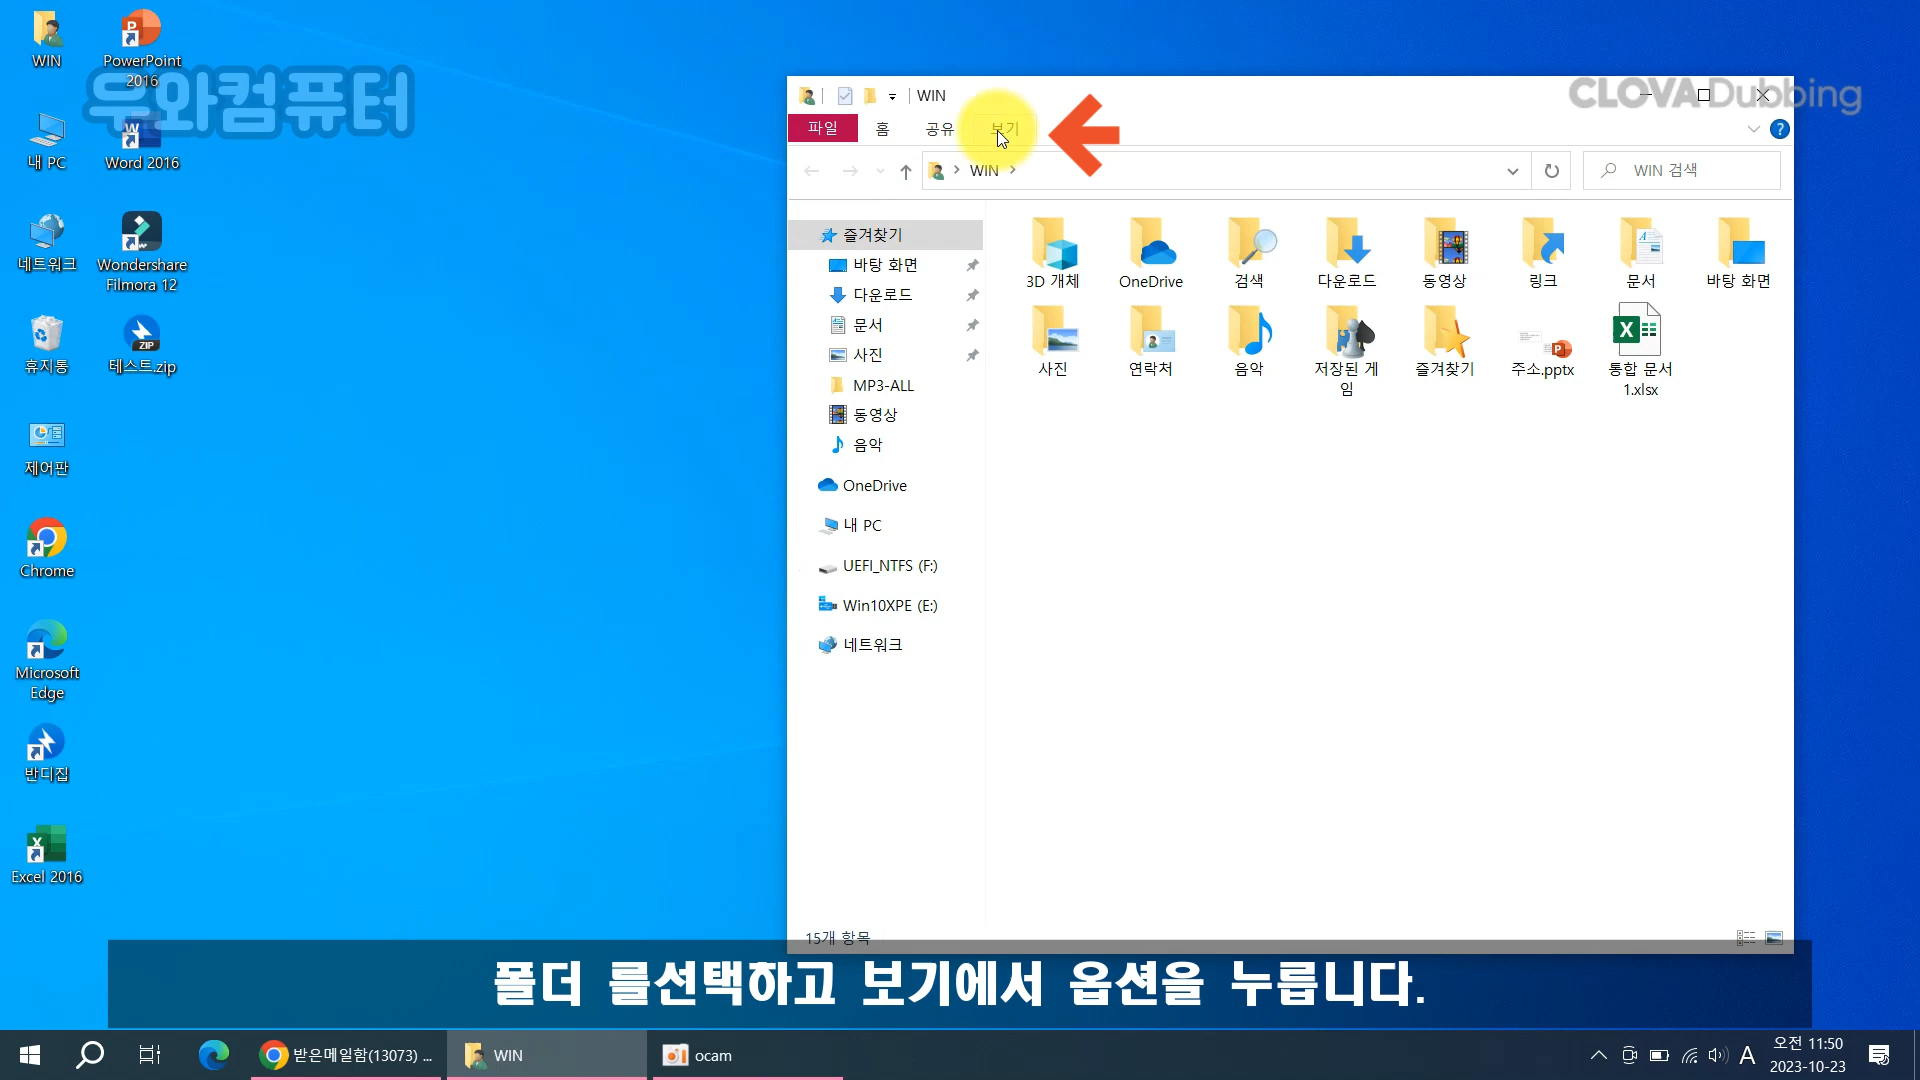 WIN
PowerPoint
2016
두와컴퓨터
내 PC
Word 2016
네트워크
Wondershare
Filmora 12
휴지통
ZIP
테스트.zip
제어판
Chrome
Microsoft
Edge
반디집
Excel 2016
WIN
CLOVA Dubbing
파일
홈
공유
보기
WIN
WIN 검색
즐겨찾기
바탕 화면
다운로드
문서
사진
MP3-ALL
동영상
음악
OneDrive
내 PC
UEFI_NTFS (F:)
Win10XPE (E:)
네트워크
3D 개체
OneDrive
검색
다운로드
동영상
링크
문서
바탕 화면
사진
연락처
음악
저장된 게
임
즐겨찾기
주소.pptx
통합 문서
1.xlsx
15개 항목
폴더 를선택하고 보기에서 옵션을 누릅니다.
받은메일함(13073) ...
WIN
ocam
A
오전 11:50
2023-10-23